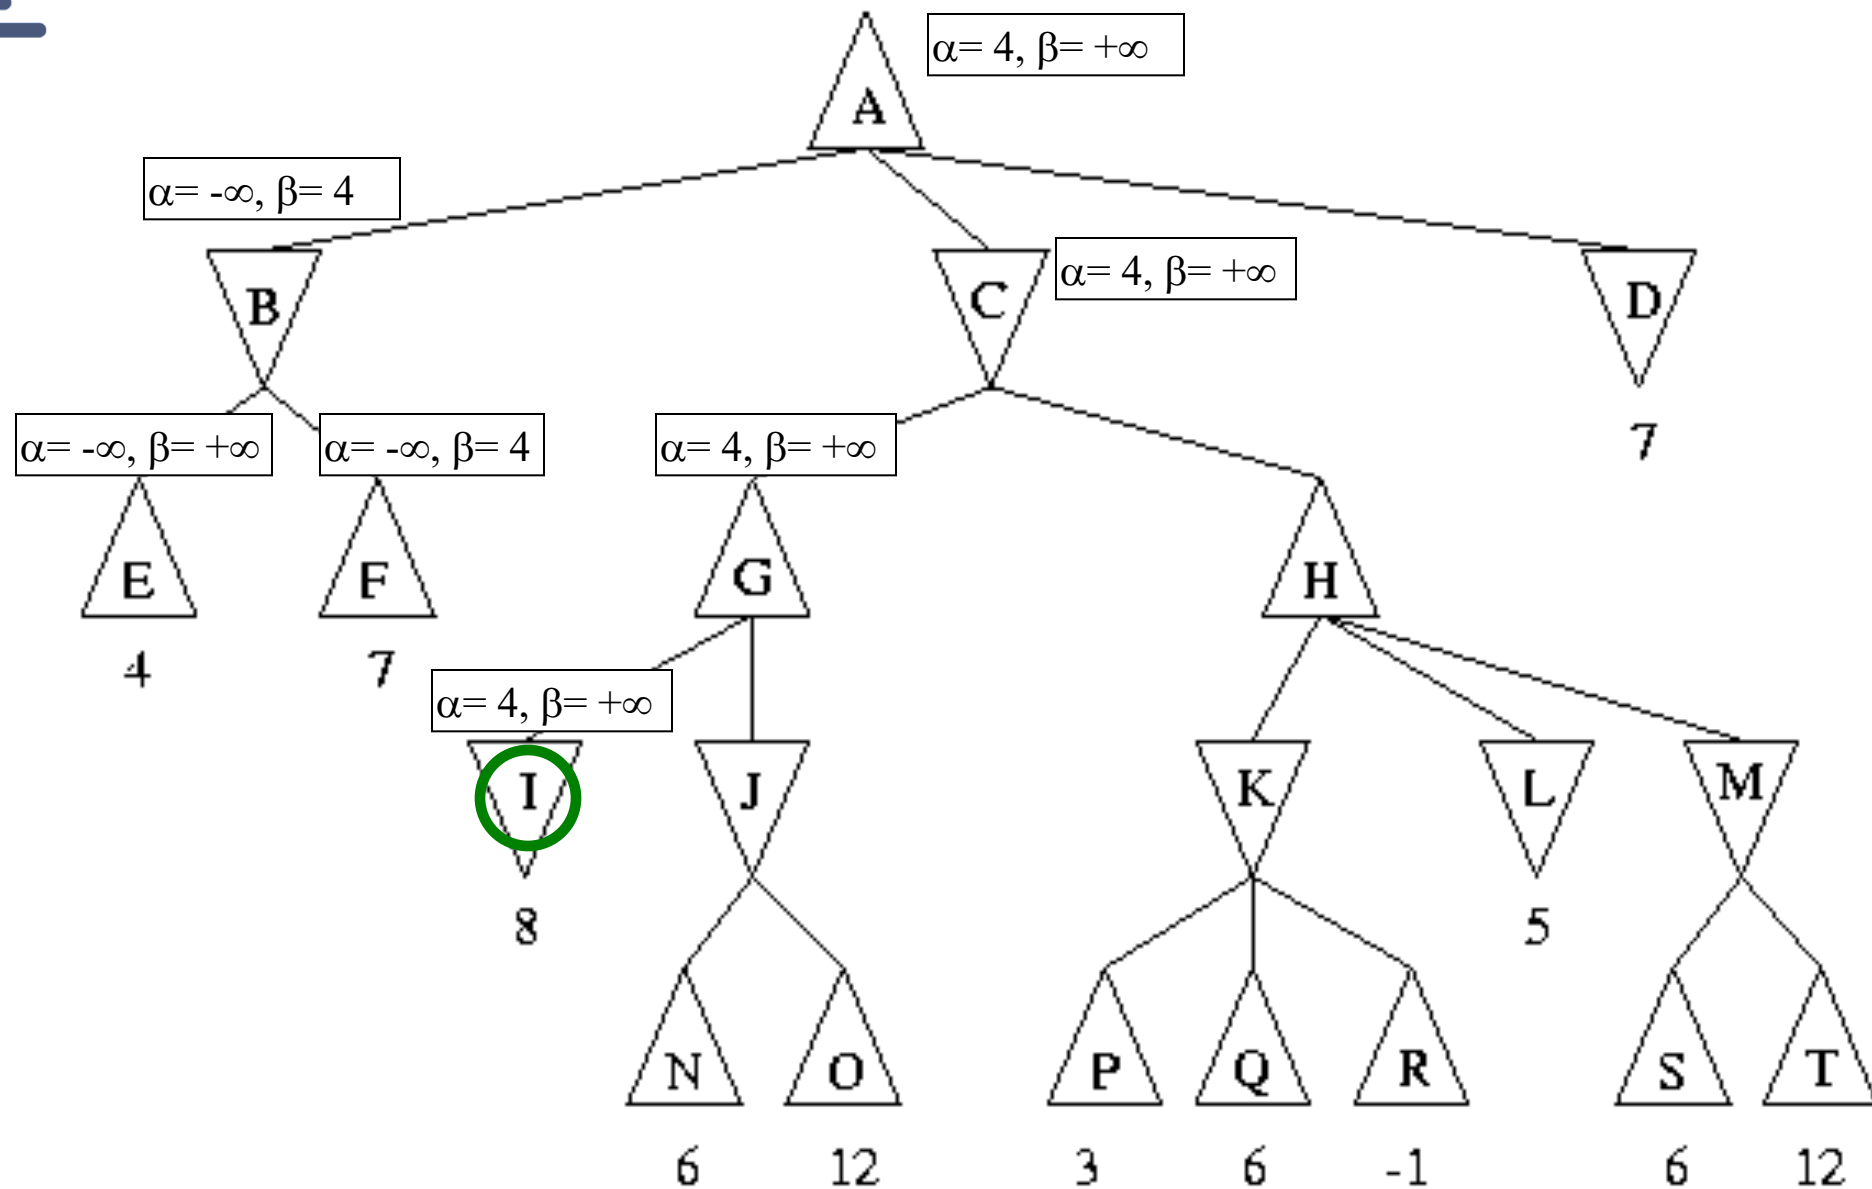 α= 4, β= +∞
A
α= -∞, β= 4
B
C
α= 4, β= +∞
D
7
α= -∞, β= +∞
α= -∞, β= 4
α= 4, β= +∞
E
F
G
H
4
7
α= 4, β= +∞
I
J
K
L
M
8
5
N
O
P
Q
R
S
T
6
12
3
6
-1
6
12